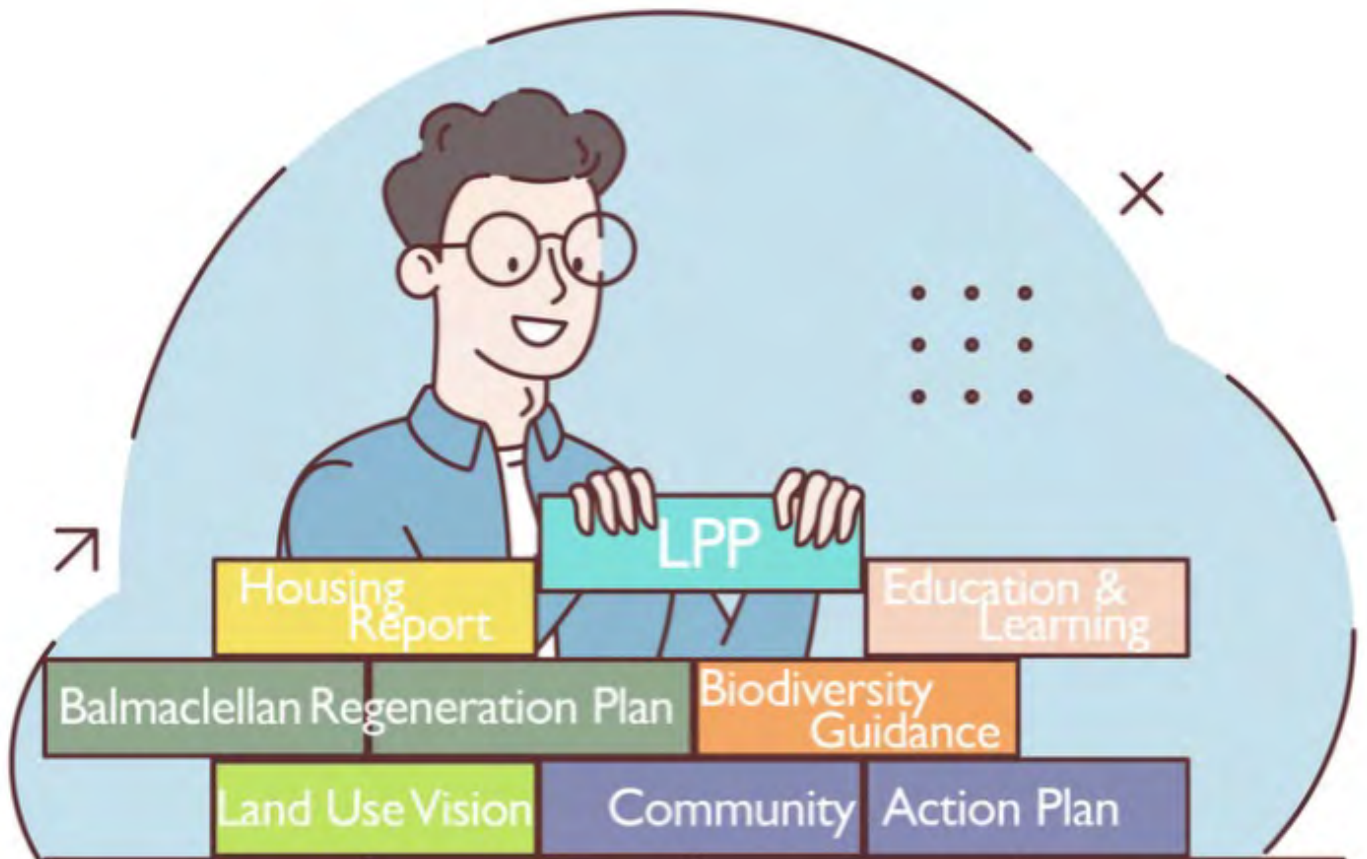 LPP
Housing
Report
Education &
Learning
Balmaclellan Regeneration Plan
Biodiversity
Guidance
Land Use Vision
Community Action Plan